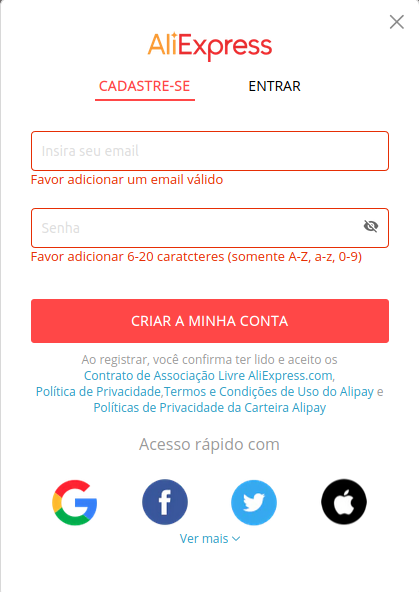 AliExpress
CADASTRE-SE ENTRAR
Insira seu email
Favor adicionar um email válido
Senha
Favor adicionar 6-20 caratcteres (somente A-Z, a-z, 0-9)
CRIAR A MINHA CONTA
Ao registrar, você confirma ter lido e aceito os
Contrato de Associação Livre AliExpress.com,
Política de Privacidade,Termos e Condições de Uso do Alipay e
Políticas de Privacidade da Carteira Alipay
Acesso rápido com
Ver mais